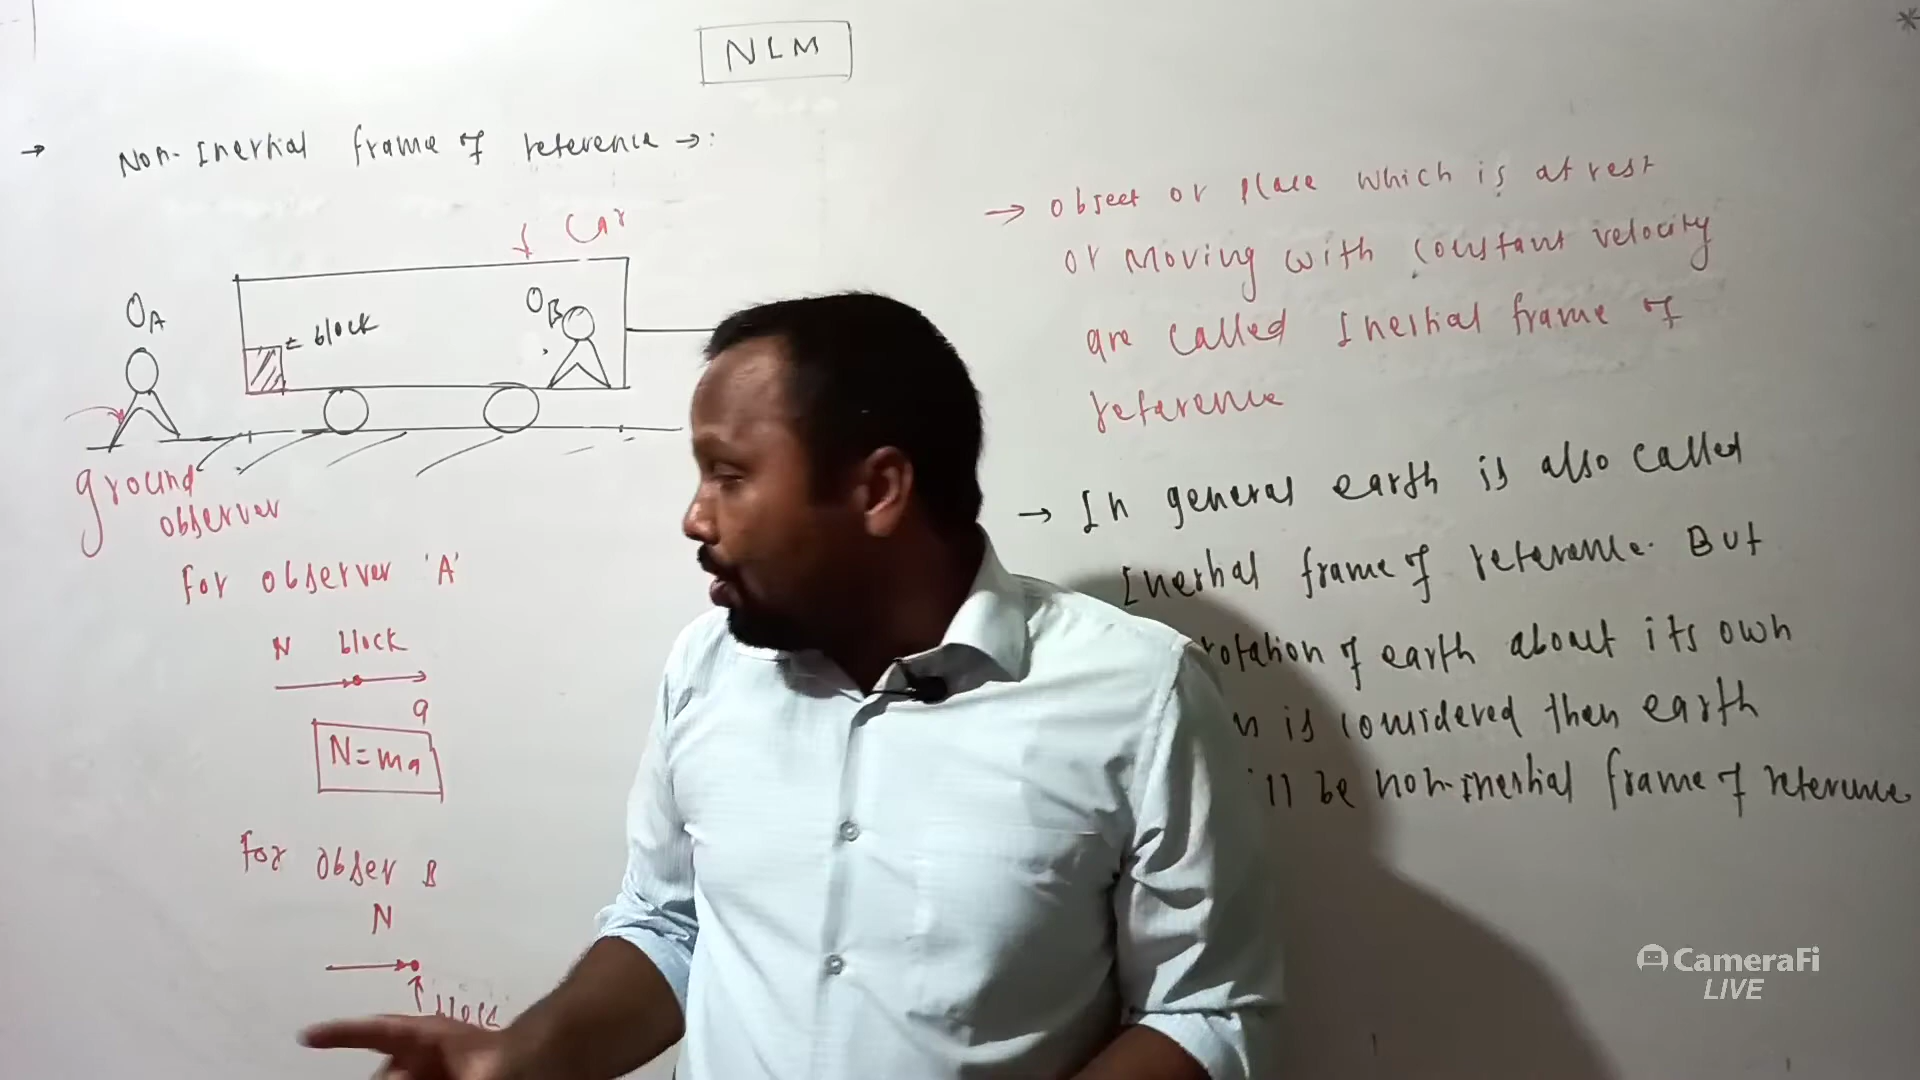 NLM
→ Non-Inertial frame of reference →:
Car
OA
OB
block
ground
observer
for observer 'A'
N block
a
N=ma
for obser B
N
block
→ object or place which is at rest
or moving with constant velocity
are called Inertial frame of
reference
→ In general earth is also called
Inertial frame of reference. But
rotation of earth about its own
is considered then earth
be non-inertial frame of reference
CameraFi
LIVE